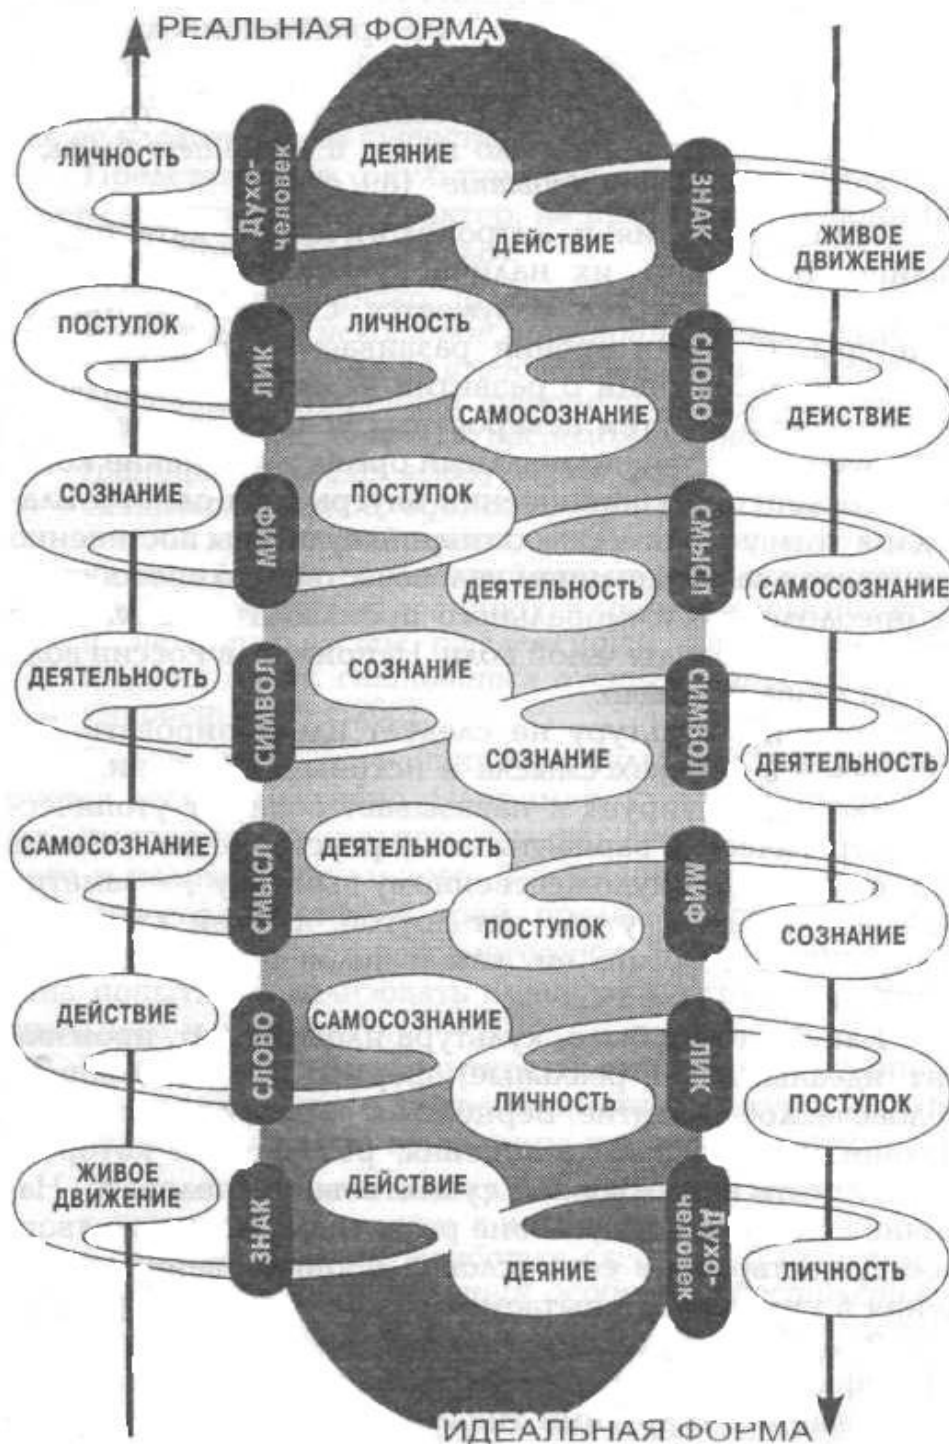 РЕАЛЬНАЯ ФОРМА
ЛИЧНОСТЬ
Духо-
человек
ДЕЯНИЕ
ДЕЙСТВИЕ
ЗНАК
ЖИВОЕ
ДВИЖЕНИЕ
ПОСТУПОК
ЛИК
ЛИЧНОСТЬ
САМОСОЗНАНИЕ
СЛОВО
ДЕЙСТВИЕ
СОЗНАНИЕ
МИФ
ПОСТУПОК
ДЕЯТЕЛЬНОСТЬ
СМЫСЛ
САМОСОЗНАНИЕ
ДЕЯТЕЛЬНОСТЬ
СИМВОЛ
СОЗНАНИЕ
СОЗНАНИЕ
СИМВОЛ
ДЕЯТЕЛЬНОСТЬ
САМОСОЗНАНИЕ
СМЫСЛ
ДЕЯТЕЛЬНОСТЬ
ПОСТУПОК
МИФ
СОЗНАНИЕ
ДЕЙСТВИЕ
СЛОВО
САМОСОЗНАНИЕ
ЛИЧНОСТЬ
ЛИК
ПОСТУПОК
ЖИВОЕ
ДВИЖЕНИЕ
ЗНАК
ДЕЙСТВИЕ
ДЕЯНИЕ
Духо-
человек
ЛИЧНОСТЬ
ИДЕАЛЬНАЯ ФОРМА